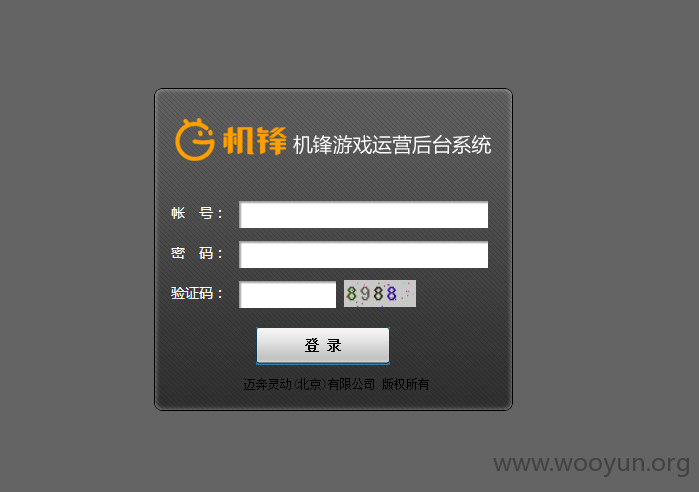 机锋 机锋游戏运营后台系统
帐 号：
密 码：
验证码： 8988
登 录
迈奔灵动(北京)有限公司 版权所有
www.wooyun.org